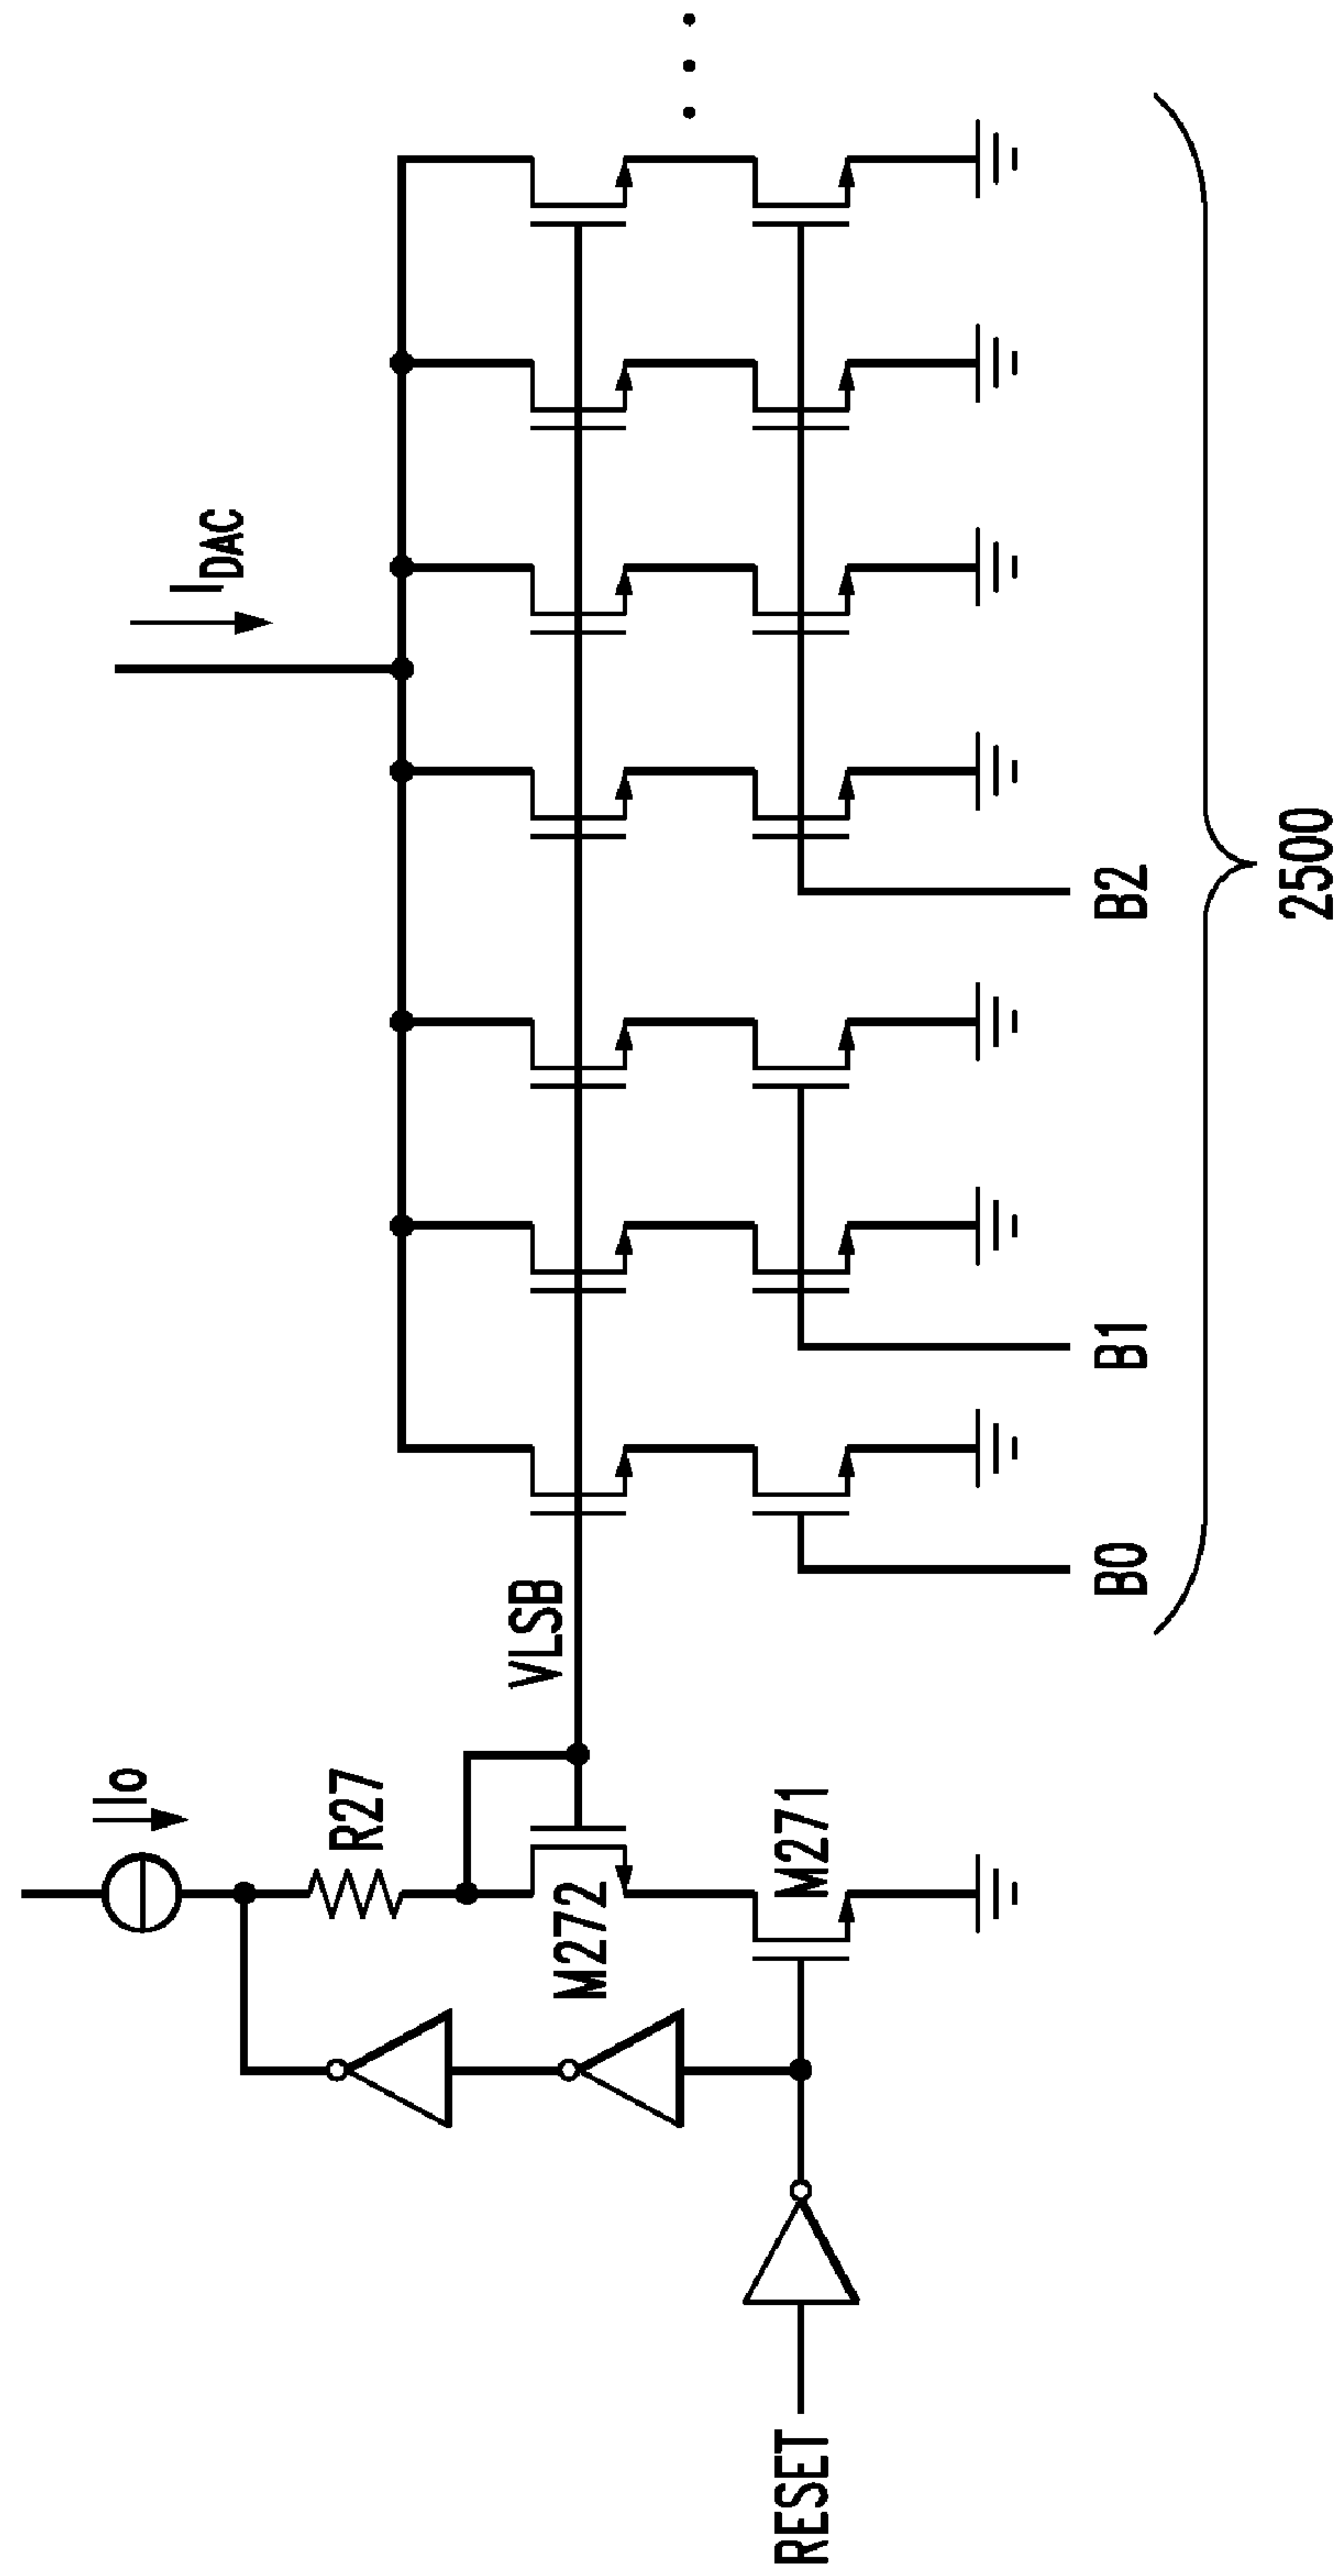 Io
R27
VLSB
M272
M271
RESET
I_DAC
B0
B1
B2
2500